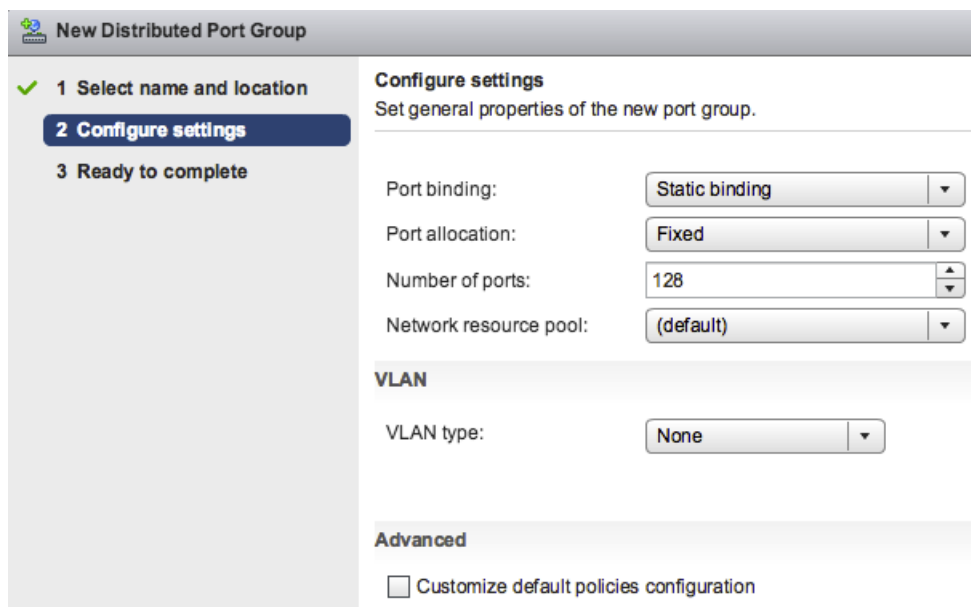 New Distributed Port Group
1 Select name and location
2 Configure settings
3 Ready to complete
Configure settings
Set general properties of the new port group.
Port binding: Static binding
Port allocation: Fixed
Number of ports: 128
Network resource pool: (default)
VLAN
VLAN type: None
Advanced
Customize default policies configuration